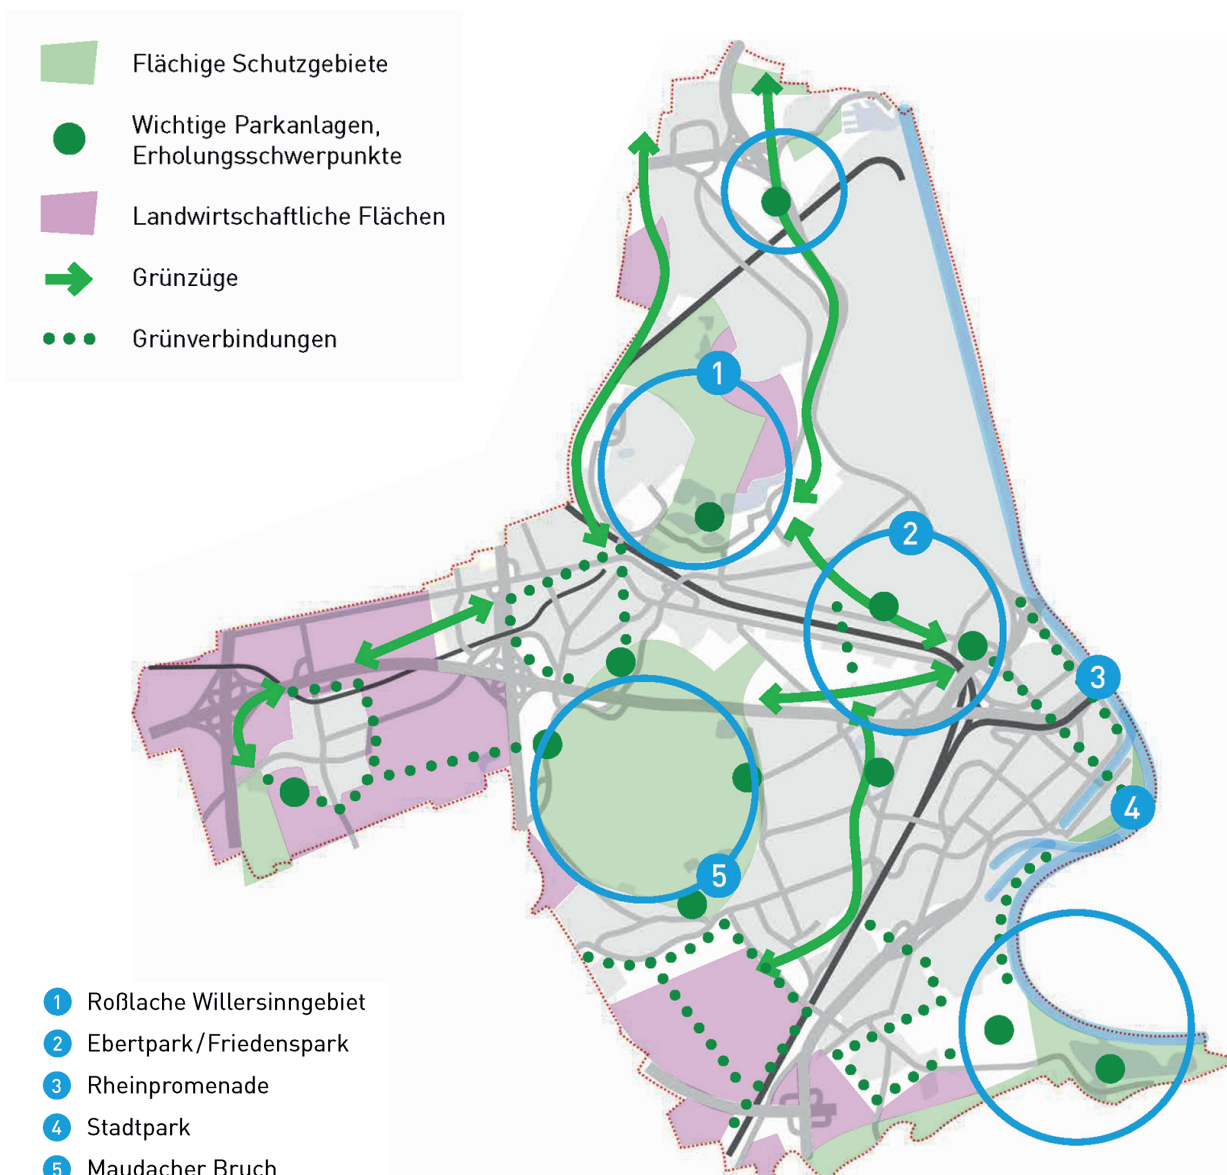 Flächige Schutzgebiete
Wichtige Parkanlagen,
Erholungsschwerpunkte
Landwirtschaftliche Flächen
Grünzüge
Grünverbindungen
1
2
3
4
5
1 Roßlache Willersinngebiet
2 Ebertpark/Friedenspark
3 Rheinpromenade
4 Stadtpark
5 Maudacher Bruch